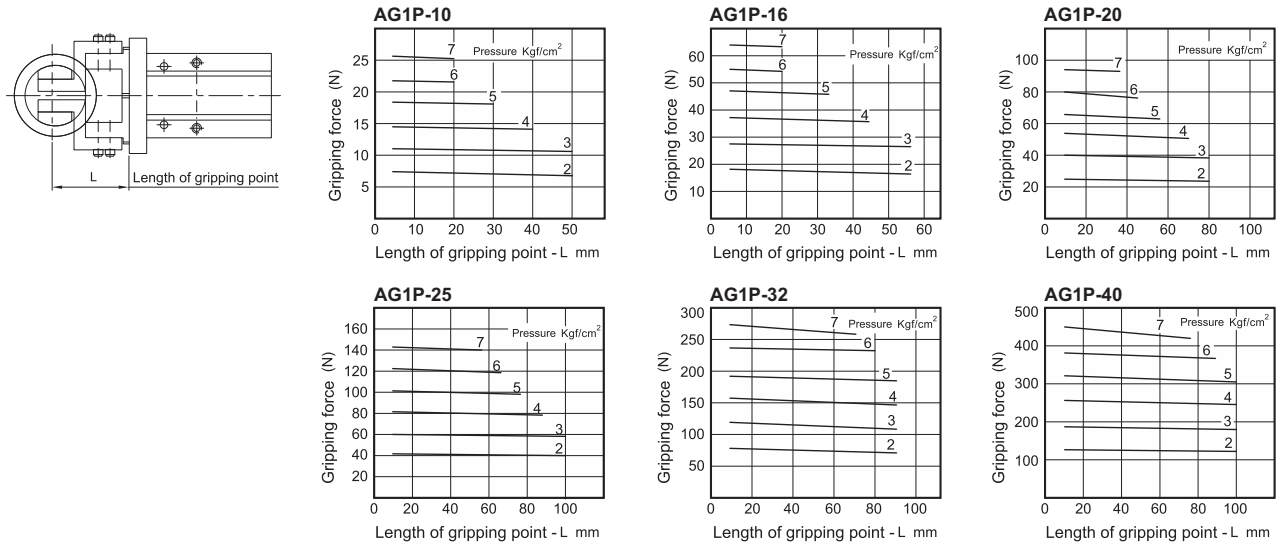 L
Length of gripping point
AG1P-10
Pressure Kgf/cm²
Gripping force (N)
25
20
15
10
5
7
6
5
4
3
2
0 10 20 30 40 50
Length of gripping point - L mm
AG1P-16
Pressure Kgf/cm²
Gripping force (N)
60
50
40
30
20
10
7
6
5
4
3
2
0 10 20 30 40 50 60
Length of gripping point - L mm
AG1P-20
Pressure Kgf/cm²
Gripping force (N)
100
80
60
40
20
7
6
5
4
3
2
0 20 40 60 80 100
Length of gripping point - L mm
AG1P-25
Pressure Kgf/cm²
Gripping force (N)
160
140
120
100
80
60
40
20
7
6
5
4
3
2
0 20 40 60 80 100
Length of gripping point - L mm
AG1P-32
Pressure Kgf/cm²
Gripping force (N)
300
250
200
150
100
50
7
6
5
4
3
2
0 20 40 60 80 100
Length of gripping point - L mm
AG1P-40
Pressure Kgf/cm²
Gripping force (N)
500
400
300
200
100
7
6
5
4
3
2
0 20 40 60 80 100
Length of gripping point - L mm